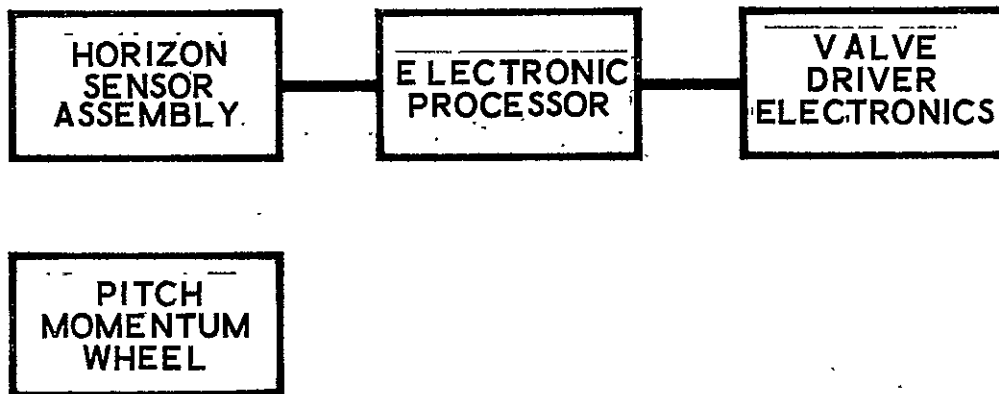 HORIZON
SENSOR
ASSEMBLY.
ELECTRONIC
PROCESSOR
VALVE
DRIVER
ELECTRONICS
PITCH
MOMENTUM
WHEEL